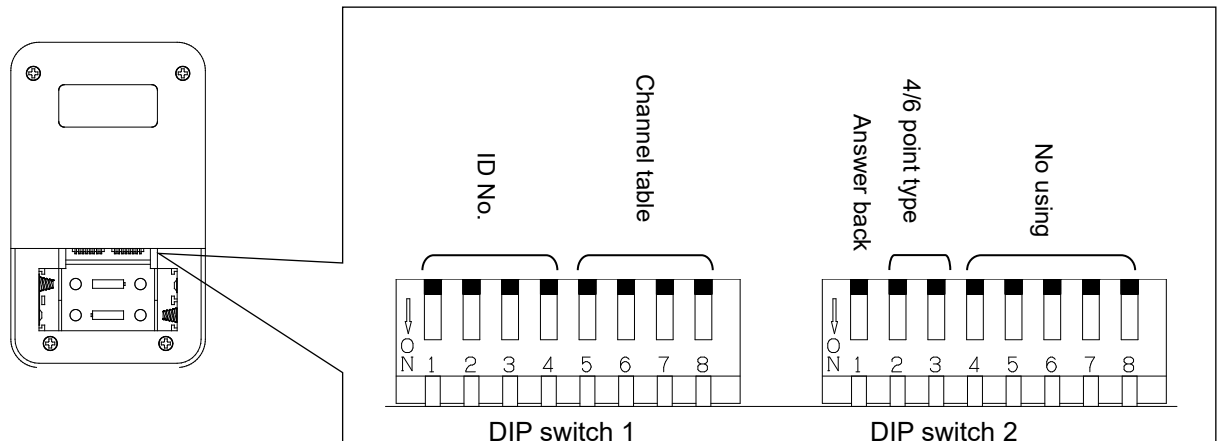 ID No.
Channel table
Answer back
4/6 point type
No using
ON 1 2 3 4 5 6 7 8
ON 1 2 3 4 5 6 7 8
DIP switch 1
DIP switch 2